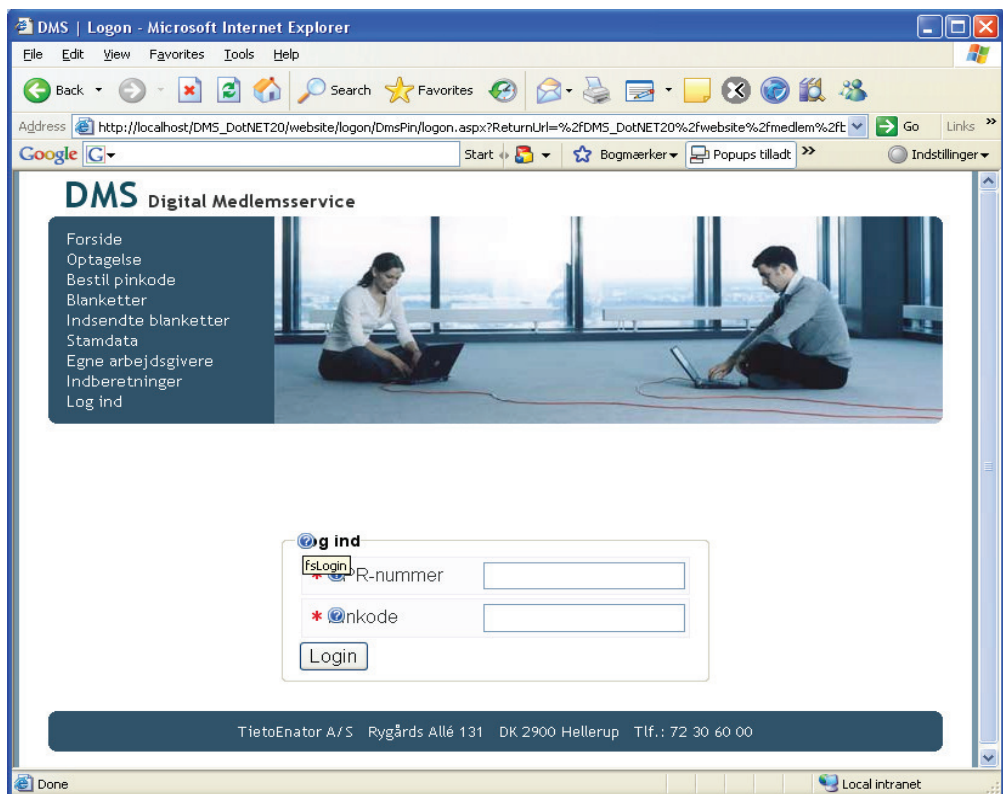 DMS | Logon - Microsoft Internet Explorer
File Edit View Favorites Tools Help
Back Search Favorites
Address http://localhost/DMS_DotNET20/website/logon/DmsPin/logon.aspx?ReturnUrl=%2fDMS_DotNET20%2fwebsite%2fmedlem%2ft Go Links »
Google G Start Bogmærker Popups tilladt » Indstillinger
DMS Digital Medlemsservice
Forside
Optagelse
Bestil pinkode
Blanketter
Indsendte blanketter
Stamdata
Egne arbejdsgivere
Indberetninger
Log ind
g ind
fsLogin
* PR-nummer
* nkode
Login
TietoEnator A/S Rygårds Allé 131 DK 2900 Hellerup Tlf.: 72 30 60 00
Done Local intranet